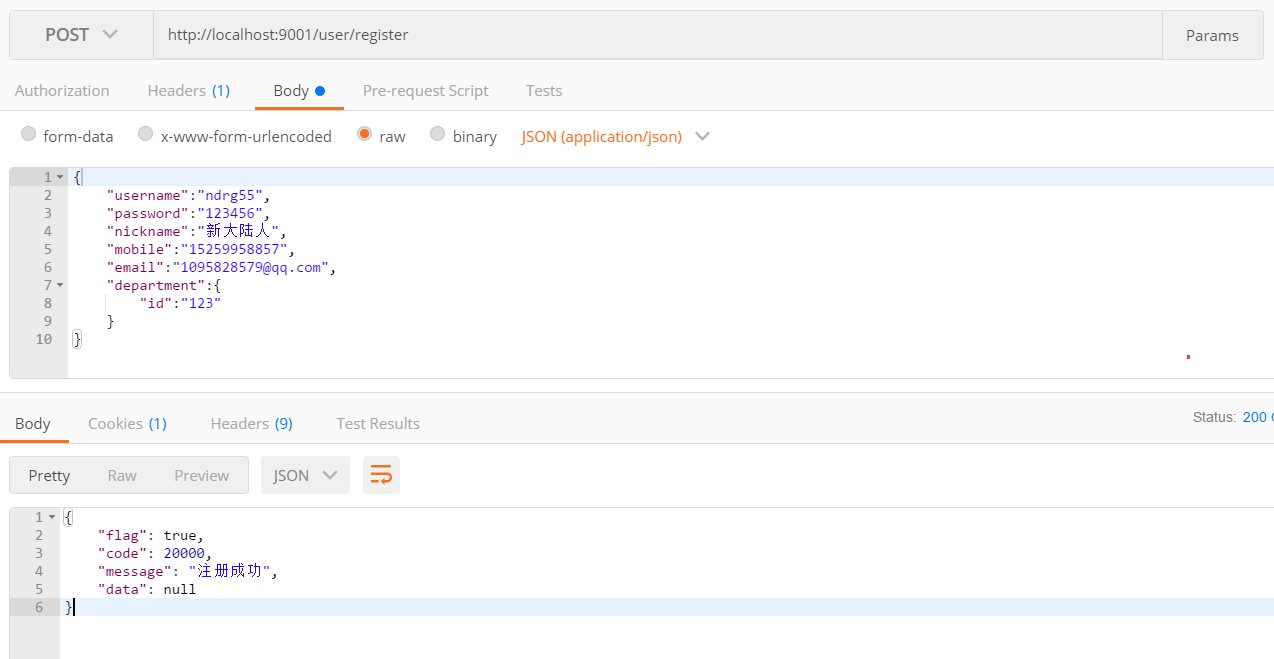 POST http://localhost:9001/user/register Params
Authorization Headers (1) Body Pre-request Script Tests
form-data x-www-form-urlencoded raw binary JSON (application/json)
1 {
2 "username":"ndrg55",
3 "password":"123456",
4 "nickname":"新大陆人",
5 "mobile":"15259958857",
6 "email":"1095828579@qq.com",
7 "department":{
8 "id":"123"
9 }
10 }
Body Cookies (1) Headers (9) Test Results Status: 200
Pretty Raw Preview JSON
1 {
2 "flag": true,
3 "code": 20000,
4 "message": "注册成功",
5 "data": null
6 }